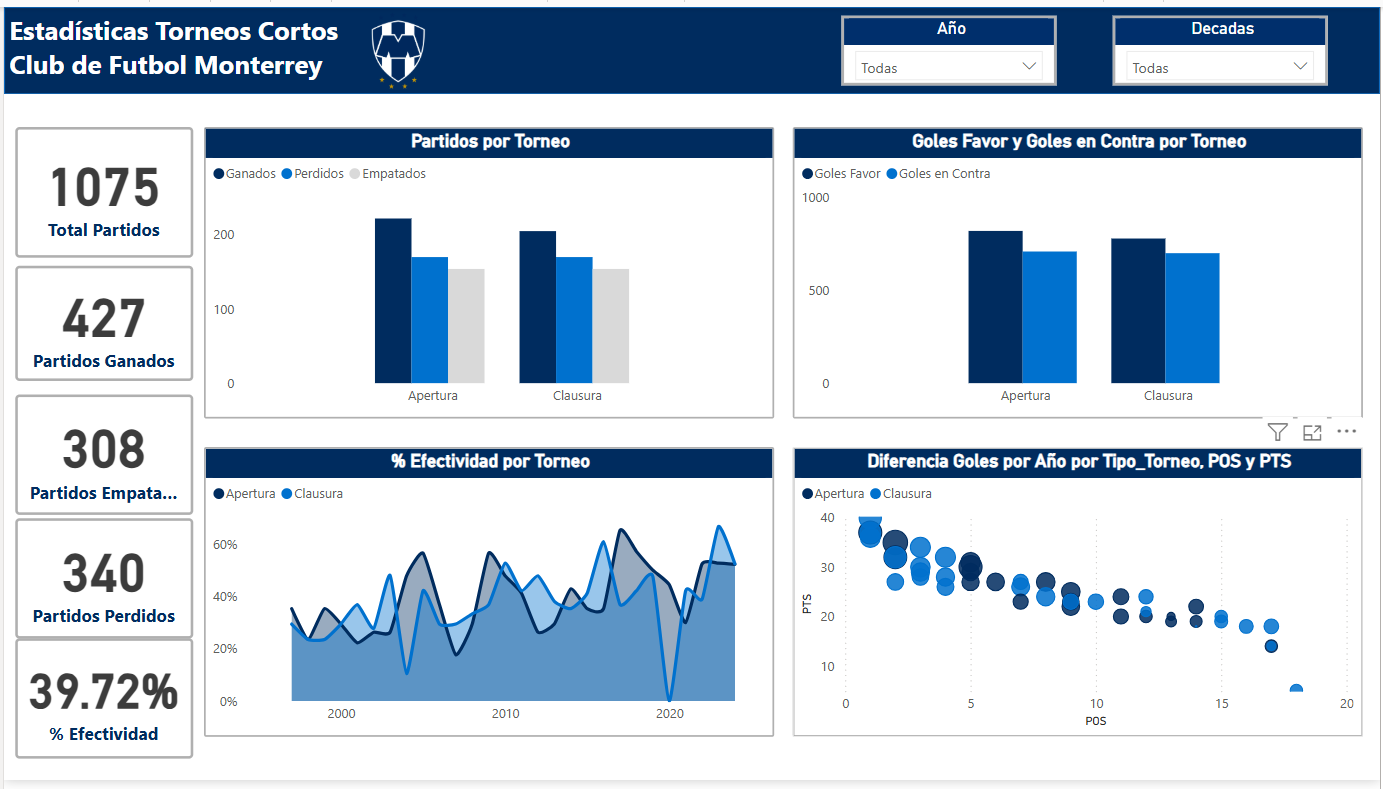 Estadísticas Torneos Cortos
Club de Futbol Monterrey
Año
Todas
Decadas
Todas
1075
Total Partidos
427
Partidos Ganados
308
Partidos Empata...
340
Partidos Perdidos
39.72%
% Efectividad
Partidos por Torneo
Ganados Perdidos Empatados
200
100
0
Apertura Clausura
Goles Favor y Goles en Contra por Torneo
Goles Favor Goles en Contra
1000
500
0
Apertura Clausura
% Efectividad por Torneo
Apertura Clausura
60%
40%
20%
0%
2000 2010 2020
Diferencia Goles por Año por Tipo_Torneo, POS y PTS
Apertura Clausura
PTS
40
30
20
10
0 5 10 15 20
POS